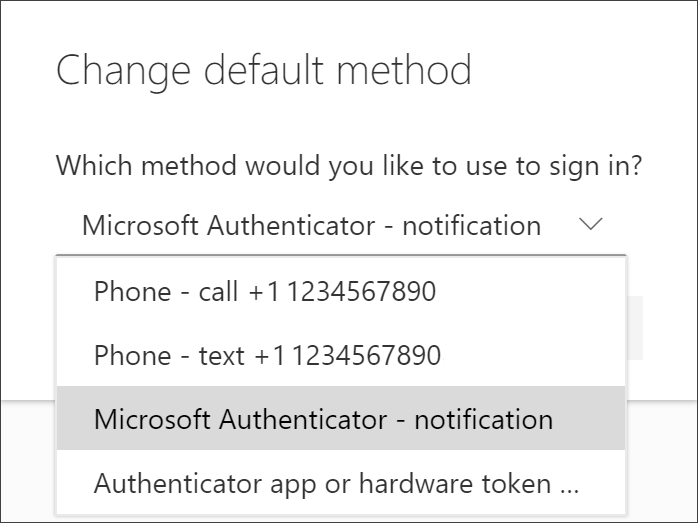 Change default method
Which method would you like to use to sign in?
Microsoft Authenticator - notification
Phone - call +1 1234567890
Phone - text +1 1234567890
Microsoft Authenticator - notification
Authenticator app or hardware token ...